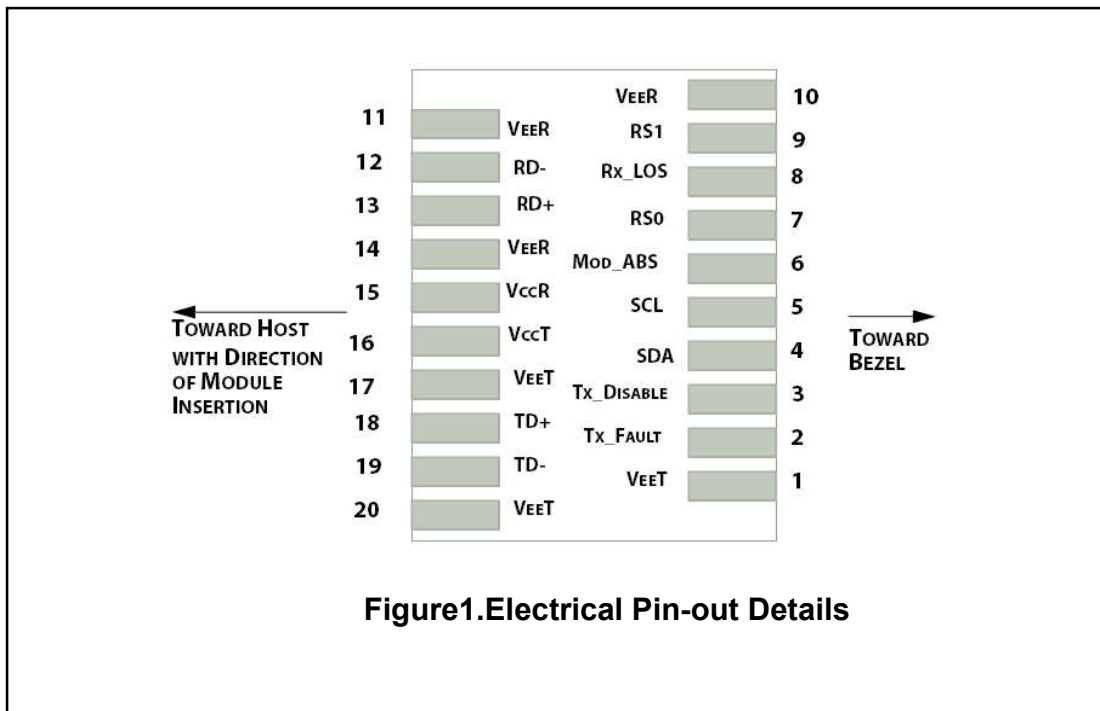 11 VEER
12 RD-
13 RD+
14 VEER
15 VCCR
16 VCCT
17 VEET
18 TD+
19 TD-
20 VEET
VEER 10
RS1 9
RX_LOS 8
RS0 7
MOD_ABS 6
SCL 5
SDA 4
TX_DISABLE 3
TX_FAULT 2
VEET 1
TOWARD HOST
WITH DIRECTION
OF MODULE
INSERTION
TOWARD
BEZEL
Figure1.Electrical Pin-out Details